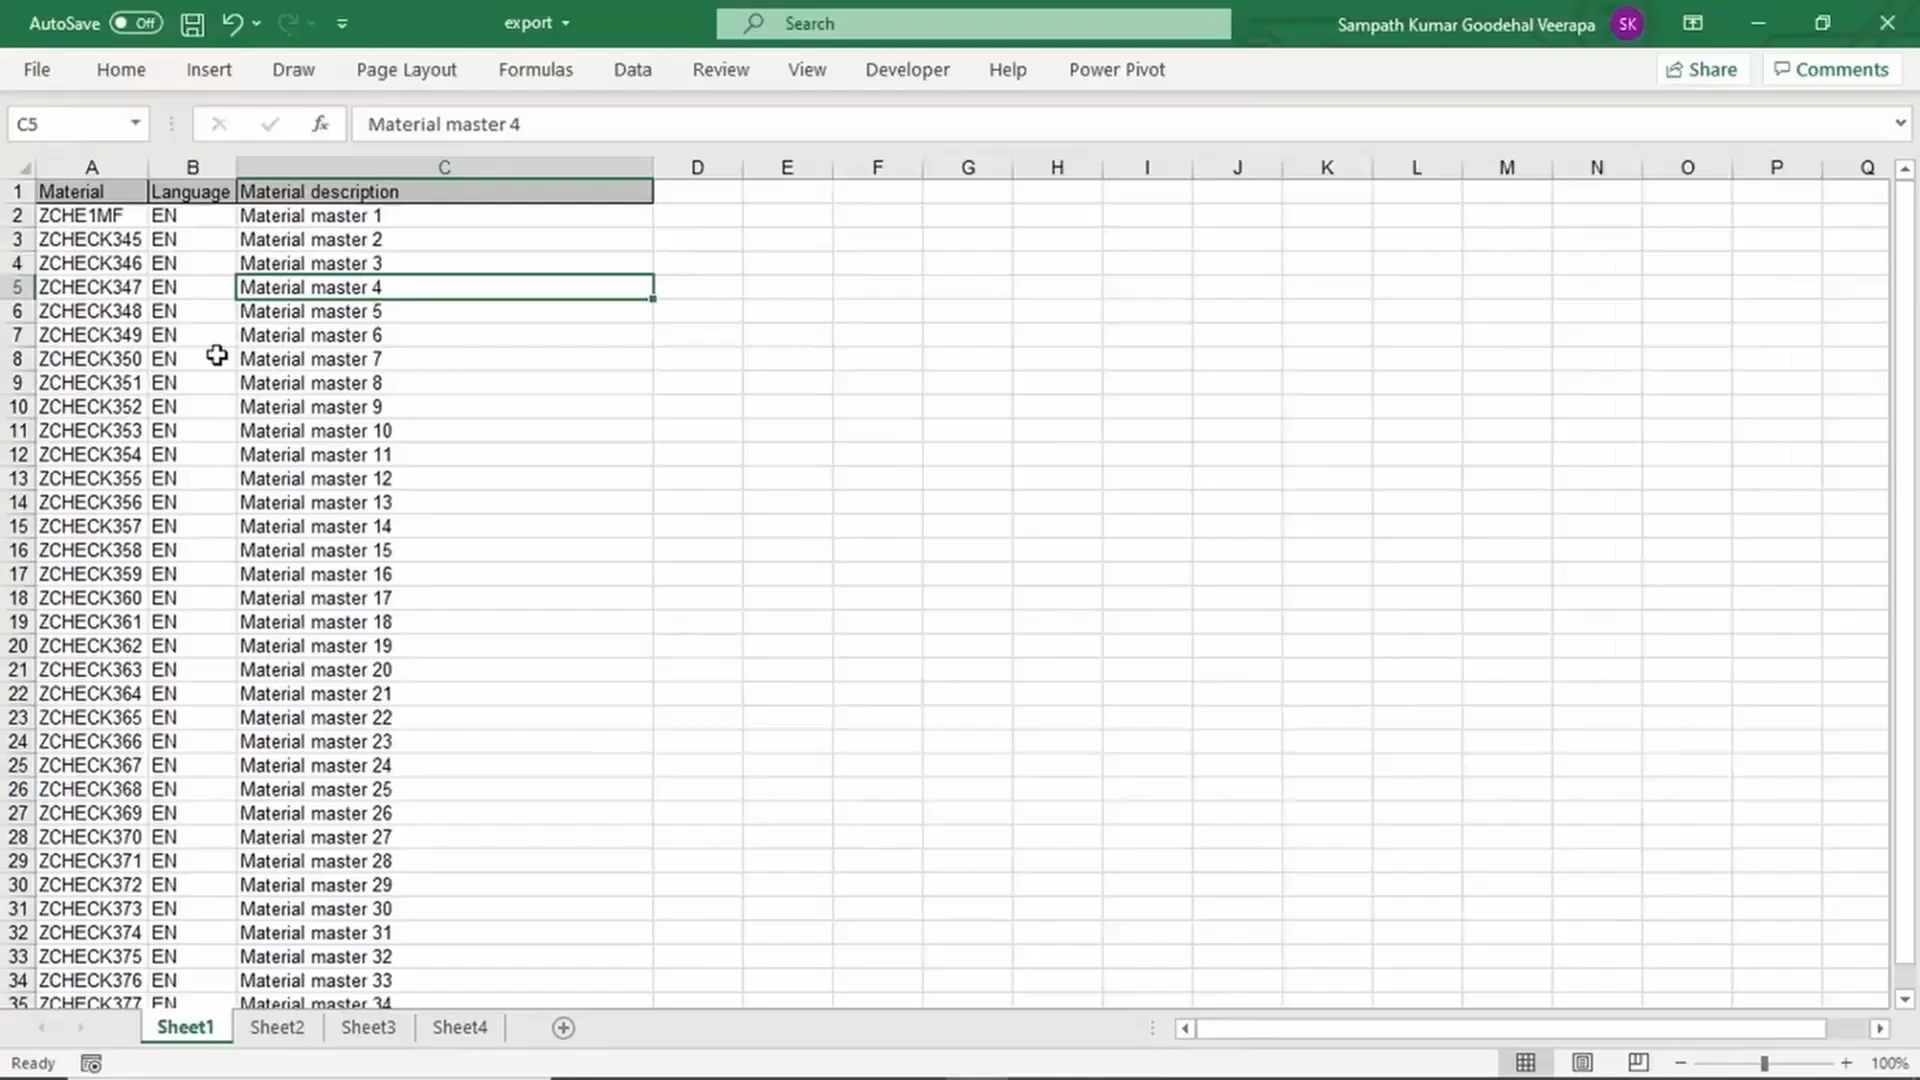 AutoSave Off export Search Sampath Kumar Goodehal Veerapa SK
File Home Insert Draw Page Layout Formulas Data Review View Developer Help Power Pivot Share Comments
C5 fx Material master 4
A B C D E F G H I J K L M N O P Q
1 Material Language Material description
2 ZCHE1MF EN Material master 1
3 ZCHECK345 EN Material master 2
4 ZCHECK346 EN Material master 3
5 ZCHECK347 EN Material master 4
6 ZCHECK348 EN Material master 5
7 ZCHECK349 EN Material master 6
8 ZCHECK350 EN Material master 7
9 ZCHECK351 EN Material master 8
10 ZCHECK352 EN Material master 9
11 ZCHECK353 EN Material master 10
12 ZCHECK354 EN Material master 11
13 ZCHECK355 EN Material master 12
14 ZCHECK356 EN Material master 13
15 ZCHECK357 EN Material master 14
16 ZCHECK358 EN Material master 15
17 ZCHECK359 EN Material master 16
18 ZCHECK360 EN Material master 17
19 ZCHECK361 EN Material master 18
20 ZCHECK362 EN Material master 19
21 ZCHECK363 EN Material master 20
22 ZCHECK364 EN Material master 21
23 ZCHECK365 EN Material master 22
24 ZCHECK366 EN Material master 23
25 ZCHECK367 EN Material master 24
26 ZCHECK368 EN Material master 25
27 ZCHECK369 EN Material master 26
28 ZCHECK370 EN Material master 27
29 ZCHECK371 EN Material master 28
30 ZCHECK372 EN Material master 29
31 ZCHECK373 EN Material master 30
32 ZCHECK374 EN Material master 31
33 ZCHECK375 EN Material master 32
34 ZCHECK376 EN Material master 33
35 ZCHECK377 EN Material master 34
Sheet1 Sheet2 Sheet3 Sheet4
Ready 100%